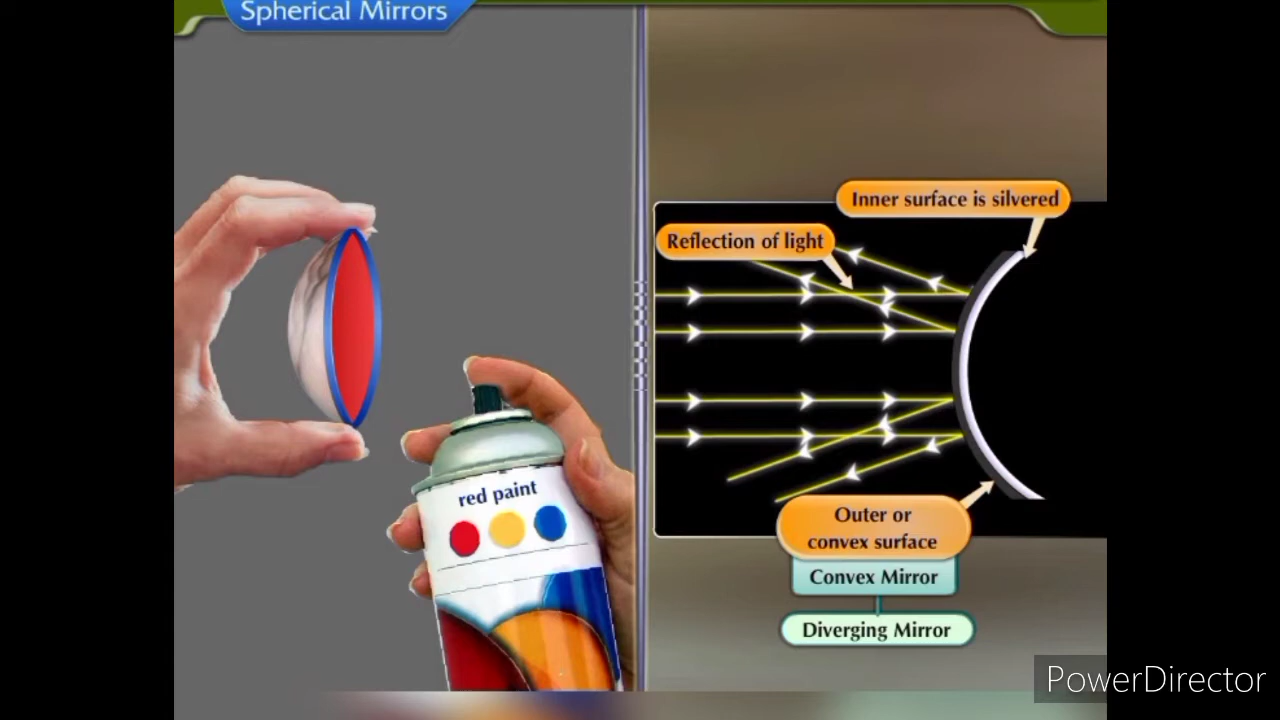 Spherical Mirrors
Inner surface is silvered
Reflection of light
red paint
Outer or
convex surface
Convex Mirror
Diverging Mirror
PowerDirector